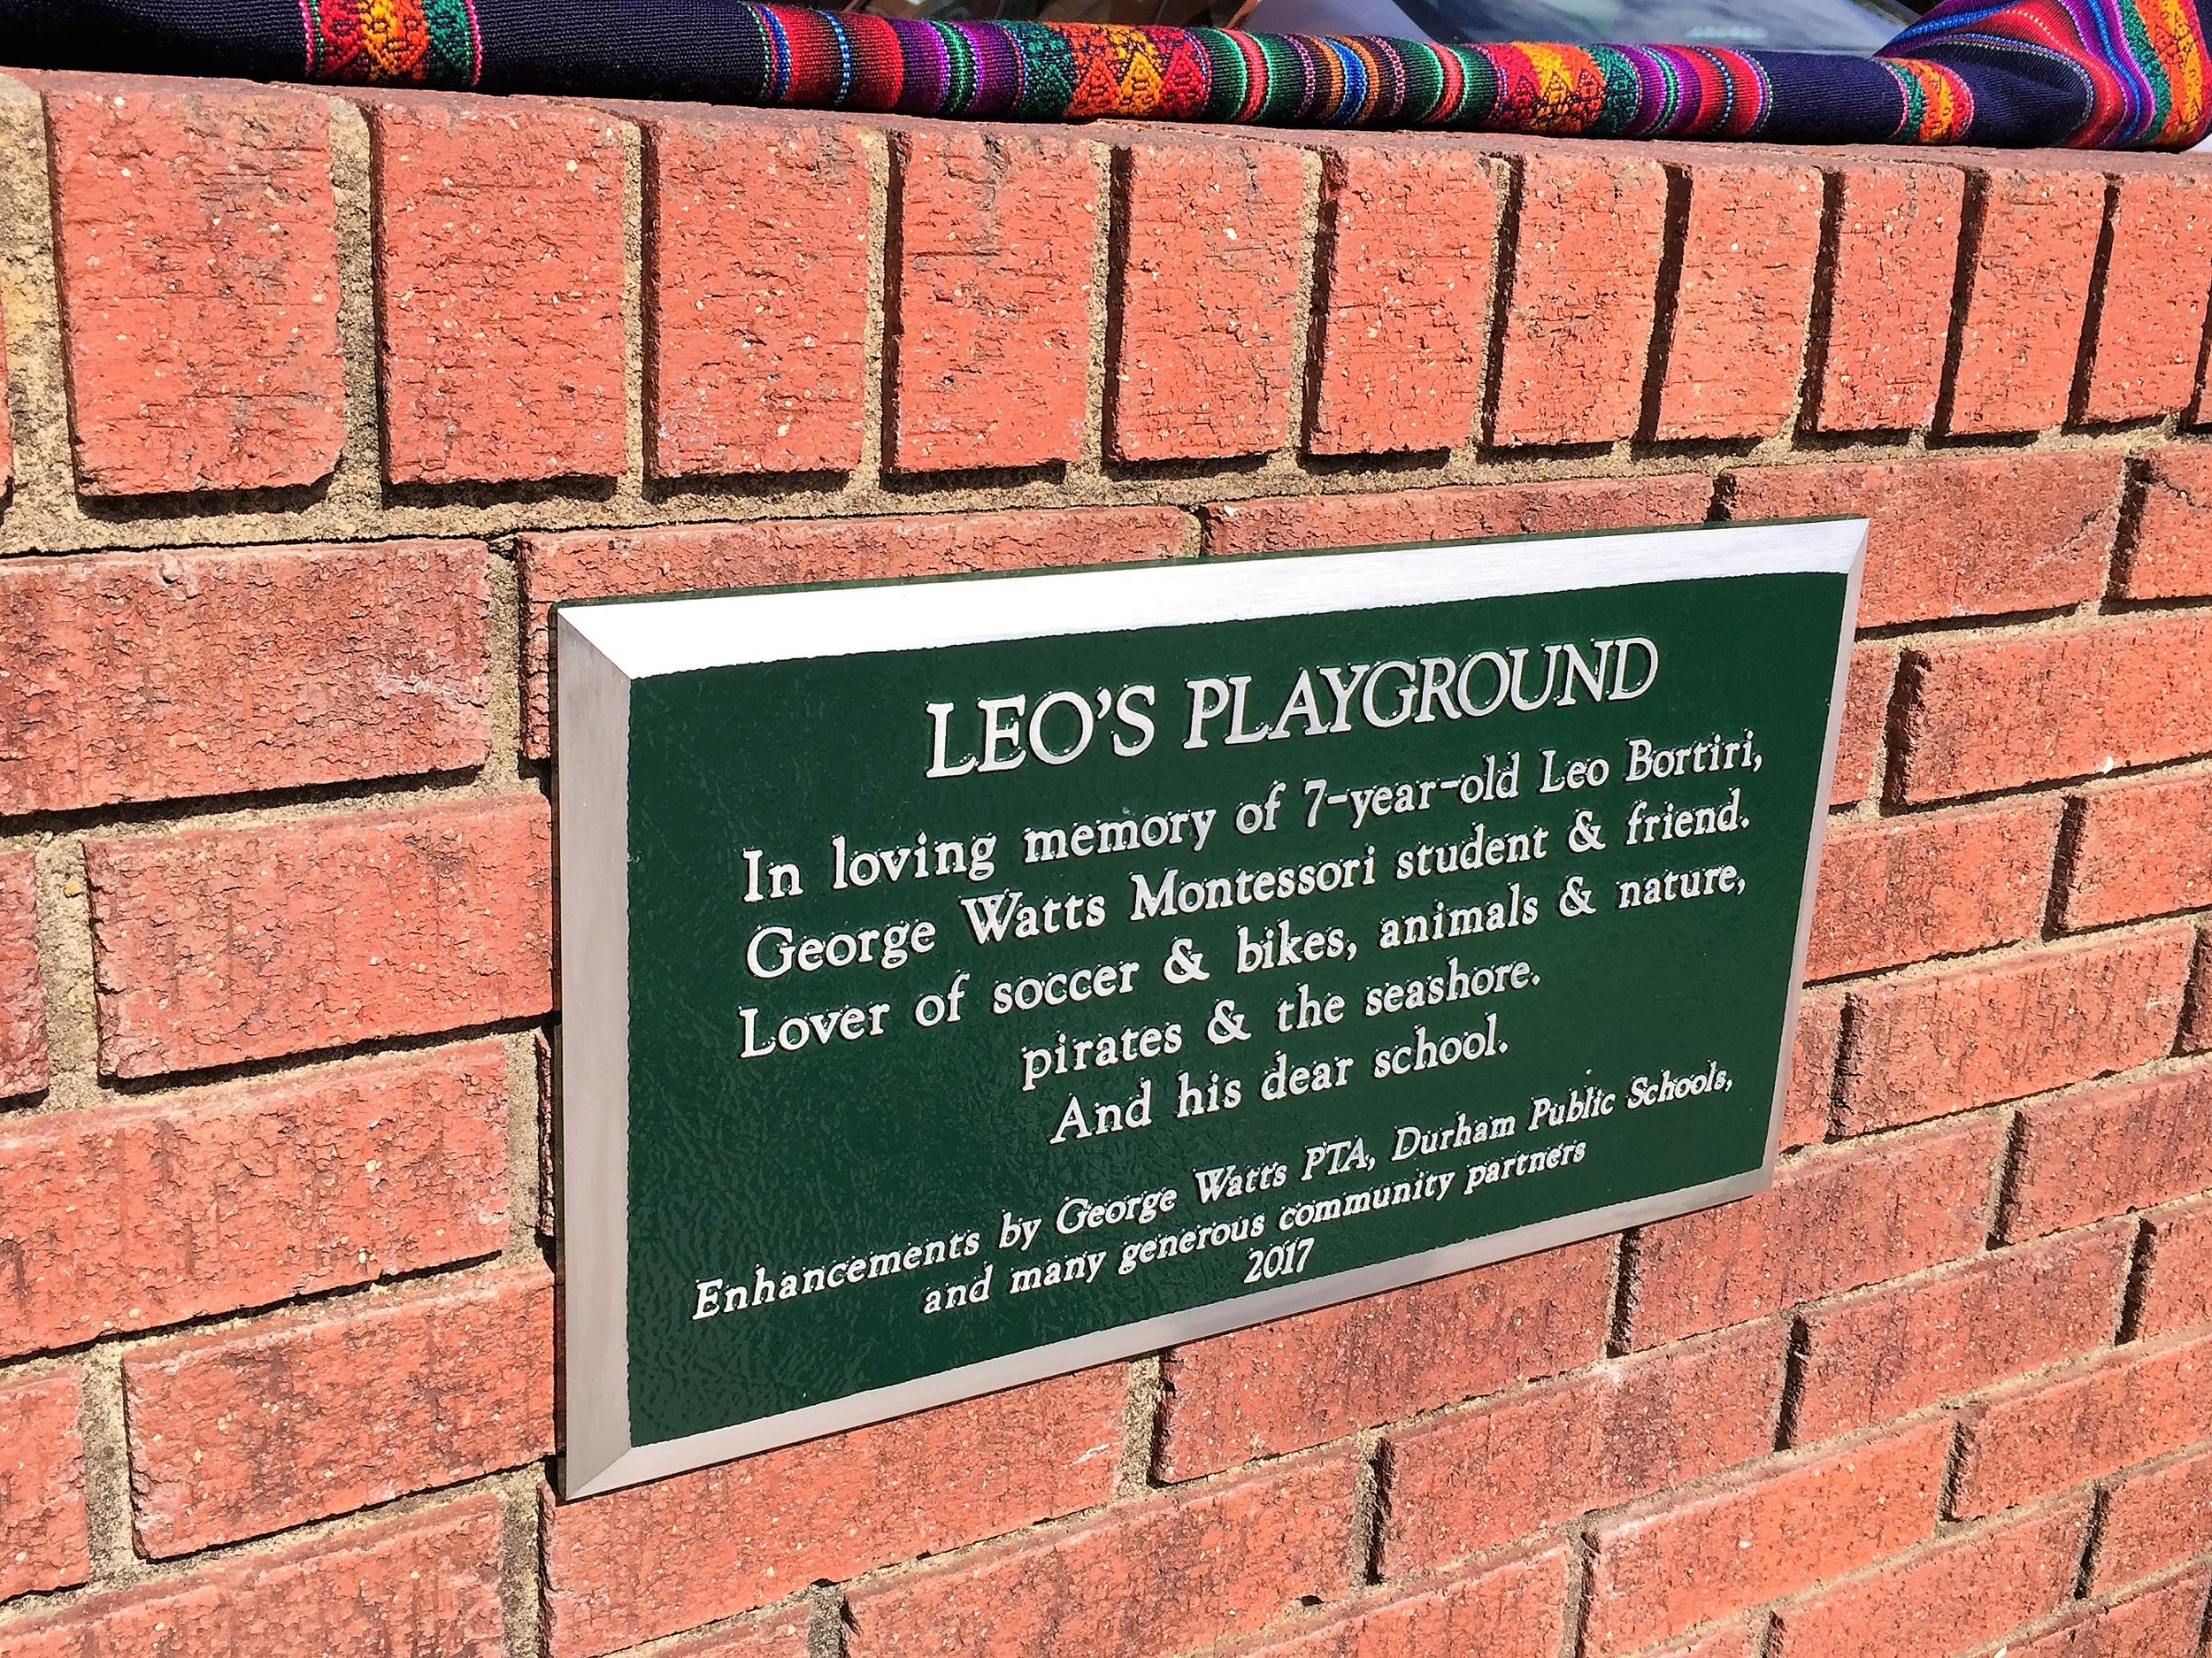 LEO'S PLAYGROUND
In loving memory of 7-year-old Leo Bortiri,
George Watts Montessori student & friend.
Lover of soccer & bikes, animals & nature,
pirates & the seashore.
And his dear school.
Enhancements by George Watts PTA, Durham Public Schools,
and many generous community partners
2017